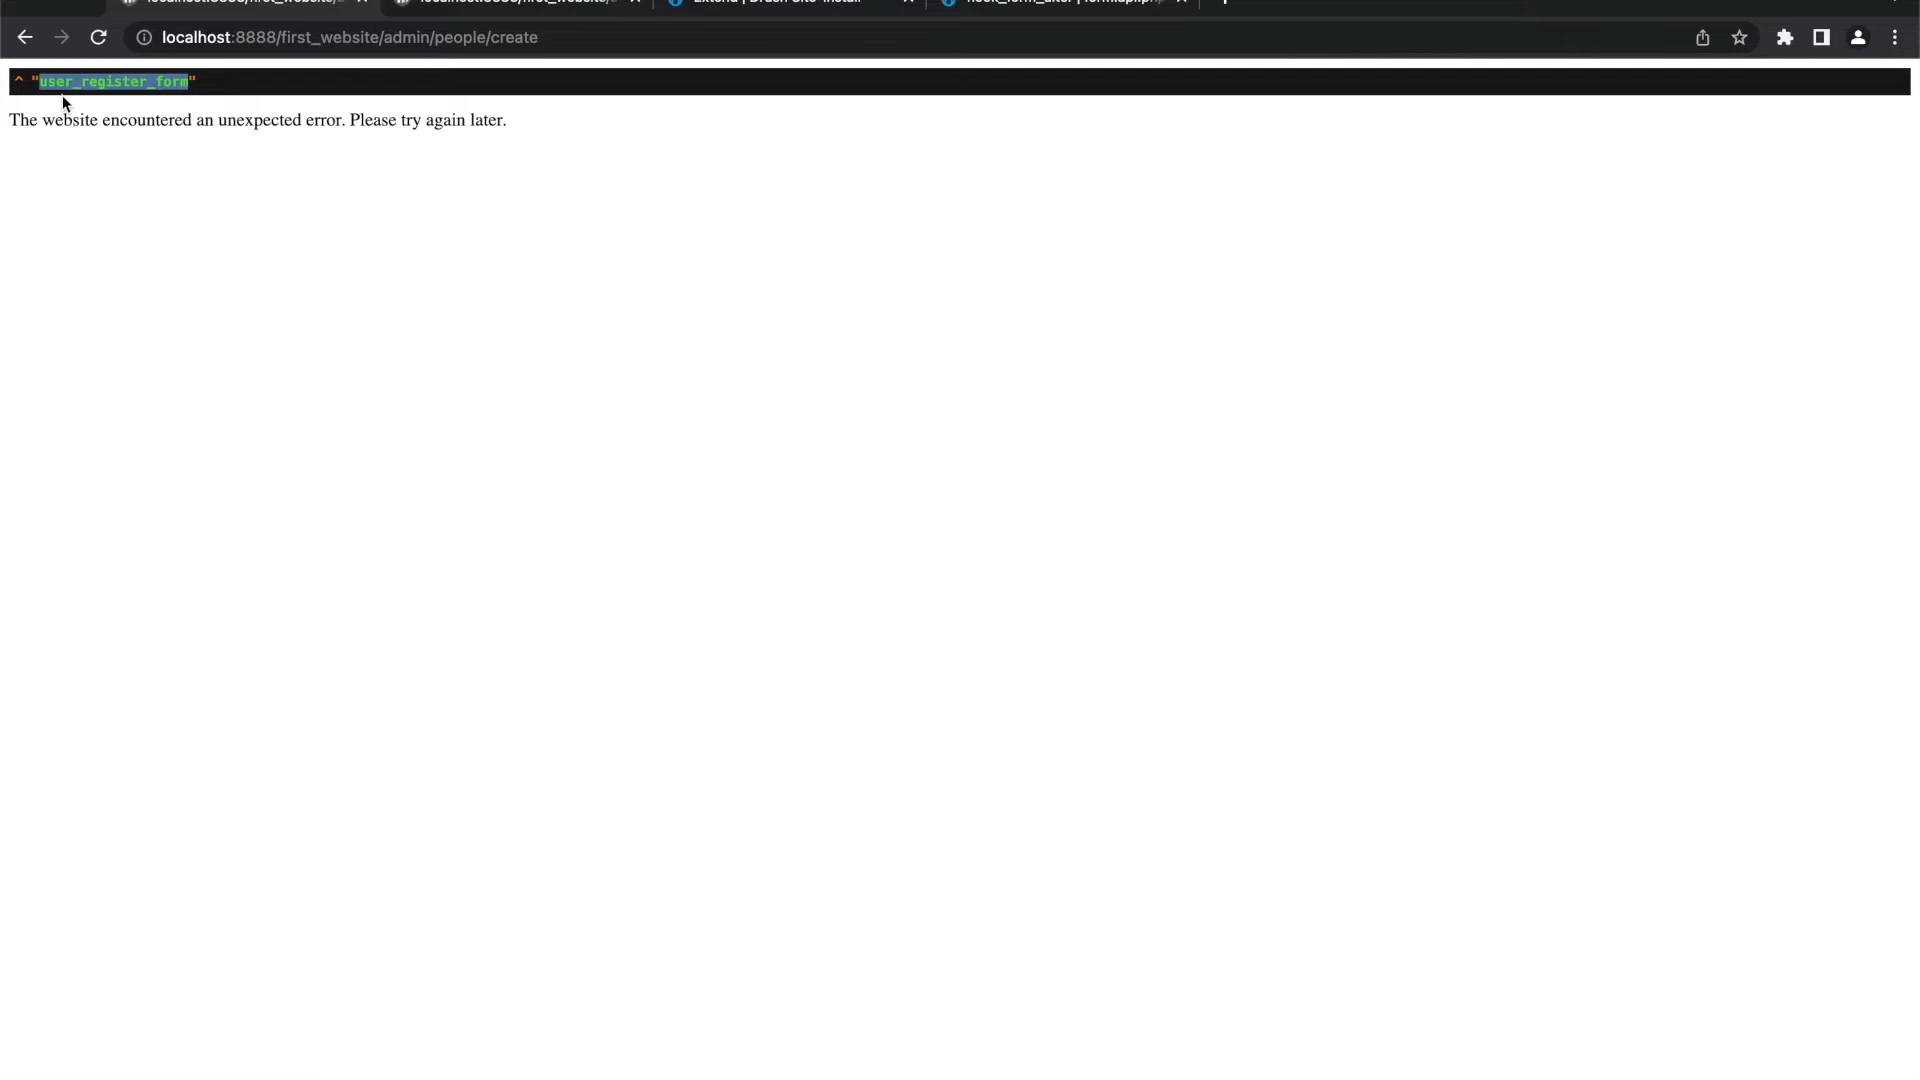 localhost:8888/first_website/admin/people/create
^ "user_register_form"
The website encountered an unexpected error. Please try again later.